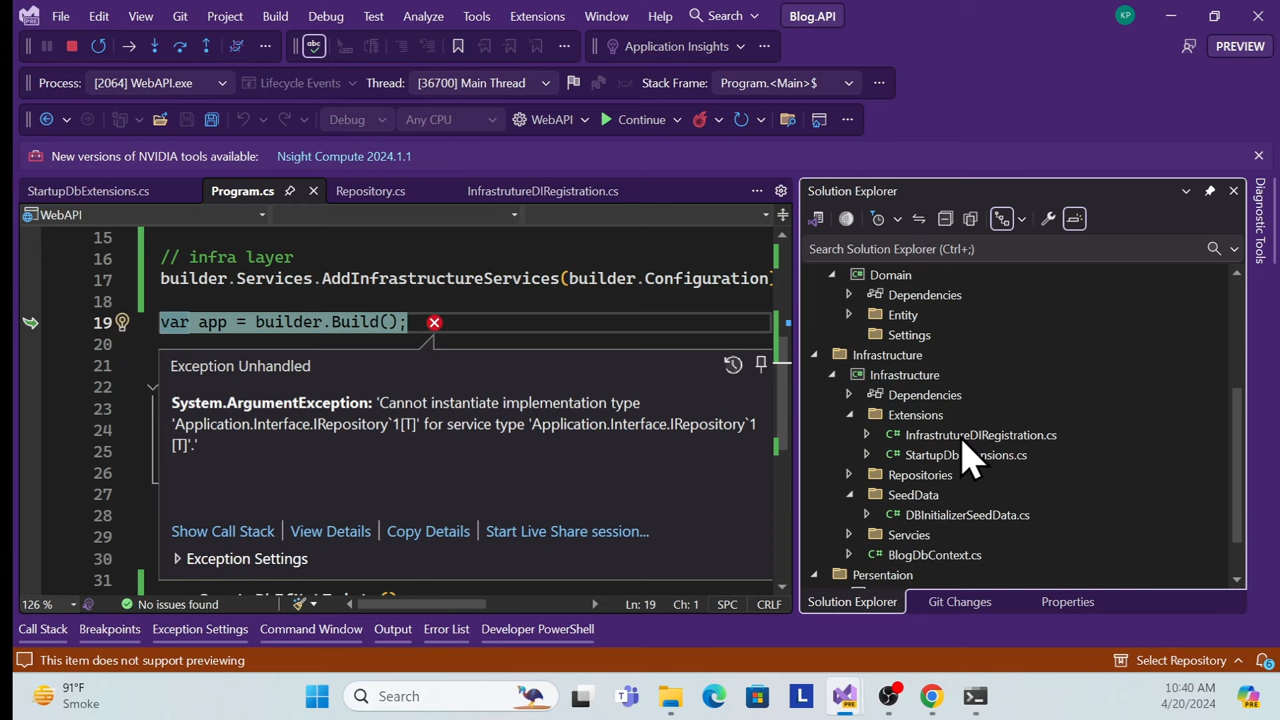 File Edit View Git Project Build Debug Test Analyze Tools Extensions Window Help Search Blog.API KP
Application Insights PREVIEW
Process: [2064] WebAPI.exe Lifecycle Events Thread: [36700] Main Thread Stack Frame: Program.<Main>$
Debug Any CPU WebAPI Continue
New versions of NVIDIA tools available: Nsight Compute 2024.1.1
StartupDbExtensions.cs Program.cs Repository.cs InfrastrutureDIRegistration.cs
WebAPI
15
16 // infra layer
17 builder.Services.AddInfrastructureServices(builder.Configuration)
18
19 var app = builder.Build();
20
21
22
23
24
25
26
27
28
29
30
31
Exception Unhandled
System.ArgumentException: 'Cannot instantiate implementation type
'Application.Interface.IRepository`1[T]' for service type 'Application.Interface.IRepository`1
[T]'.'
Show Call Stack View Details Copy Details Start Live Share session...
Exception Settings
126 % No issues found Ln: 19 Ch: 1 SPC CRLF
Solution Explorer
Search Solution Explorer (Ctrl+;)
Domain
Dependencies
Entity
Settings
Infrastructure
Infrastructure
Dependencies
Extensions
C# InfrastrutureDIRegistration.cs
C# StartupDbExtensions.cs
Repositories
SeedData
C# DBInitializerSeedData.cs
Servcies
C# BlogDbContext.cs
Persentaion
Solution Explorer Git Changes Properties
Diagnostic Tools
Call Stack Breakpoints Exception Settings Command Window Output Error List Developer PowerShell
This item does not support previewing Select Repository 6
91°F
Smoke
Search
10:40 AM
4/20/2024